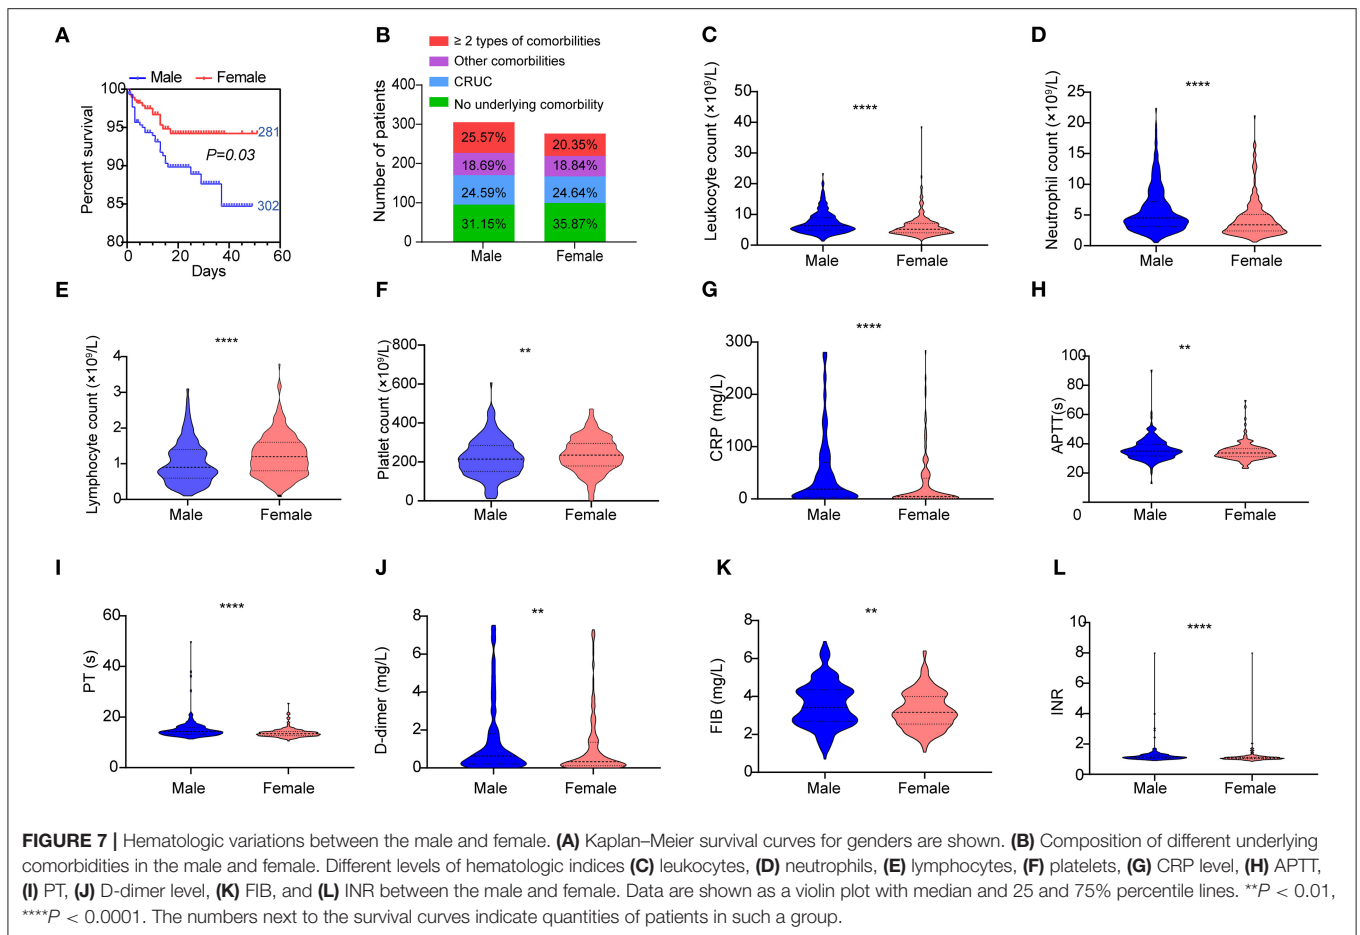 A
Male Female
Percent survival
100
95
90
85
80
281
P=0.03
302
0 20 40 60
Days
B
≥ 2 types of comorbilities
Other comorbilities
CRUC
No underlying comorbility
Number of patients
400
300
200
100
0
25.57% 20.35%
18.69% 18.84%
24.59% 24.64%
31.15% 35.87%
Male Female
C
Leukocyte count (×10⁹/L)
50
40
30
20
10
0
****
Male Female
D
Neutrophil count (×10⁹/L)
25
20
15
10
5
0
****
Male Female
E
Lymphocyte count (×10⁹/L)
4
3
2
1
0
****
Male Female
F
Platelet count (×10⁹/L)
800
600
400
200
0
**
Male Female
G
CRP (mg/L)
300
200
100
0
****
Male Female
H
APTT(s)
100
80
60
40
20
0
**
Male Female
I
PT (s)
60
40
20
0
****
Male Female
J
D-dimer (mg/L)
8
6
4
2
0
**
Male Female
K
FIB (mg/L)
8
6
4
2
0
**
Male Female
L
INR
10
8
6
4
2
0
****
Male Female
FIGURE 7 | Hematologic variations between the male and female. (A) Kaplan–Meier survival curves for genders are shown. (B) Composition of different underlying
comorbidities in the male and female. Different levels of hematologic indices (C) leukocytes, (D) neutrophils, (E) lymphocytes, (F) platelets, (G) CRP level, (H) APTT,
(I) PT, (J) D-dimer level, (K) FIB, and (L) INR between the male and female. Data are shown as a violin plot with median and 25 and 75% percentile lines. **P < 0.01,
****P < 0.0001. The numbers next to the survival curves indicate quantities of patients in such a group.